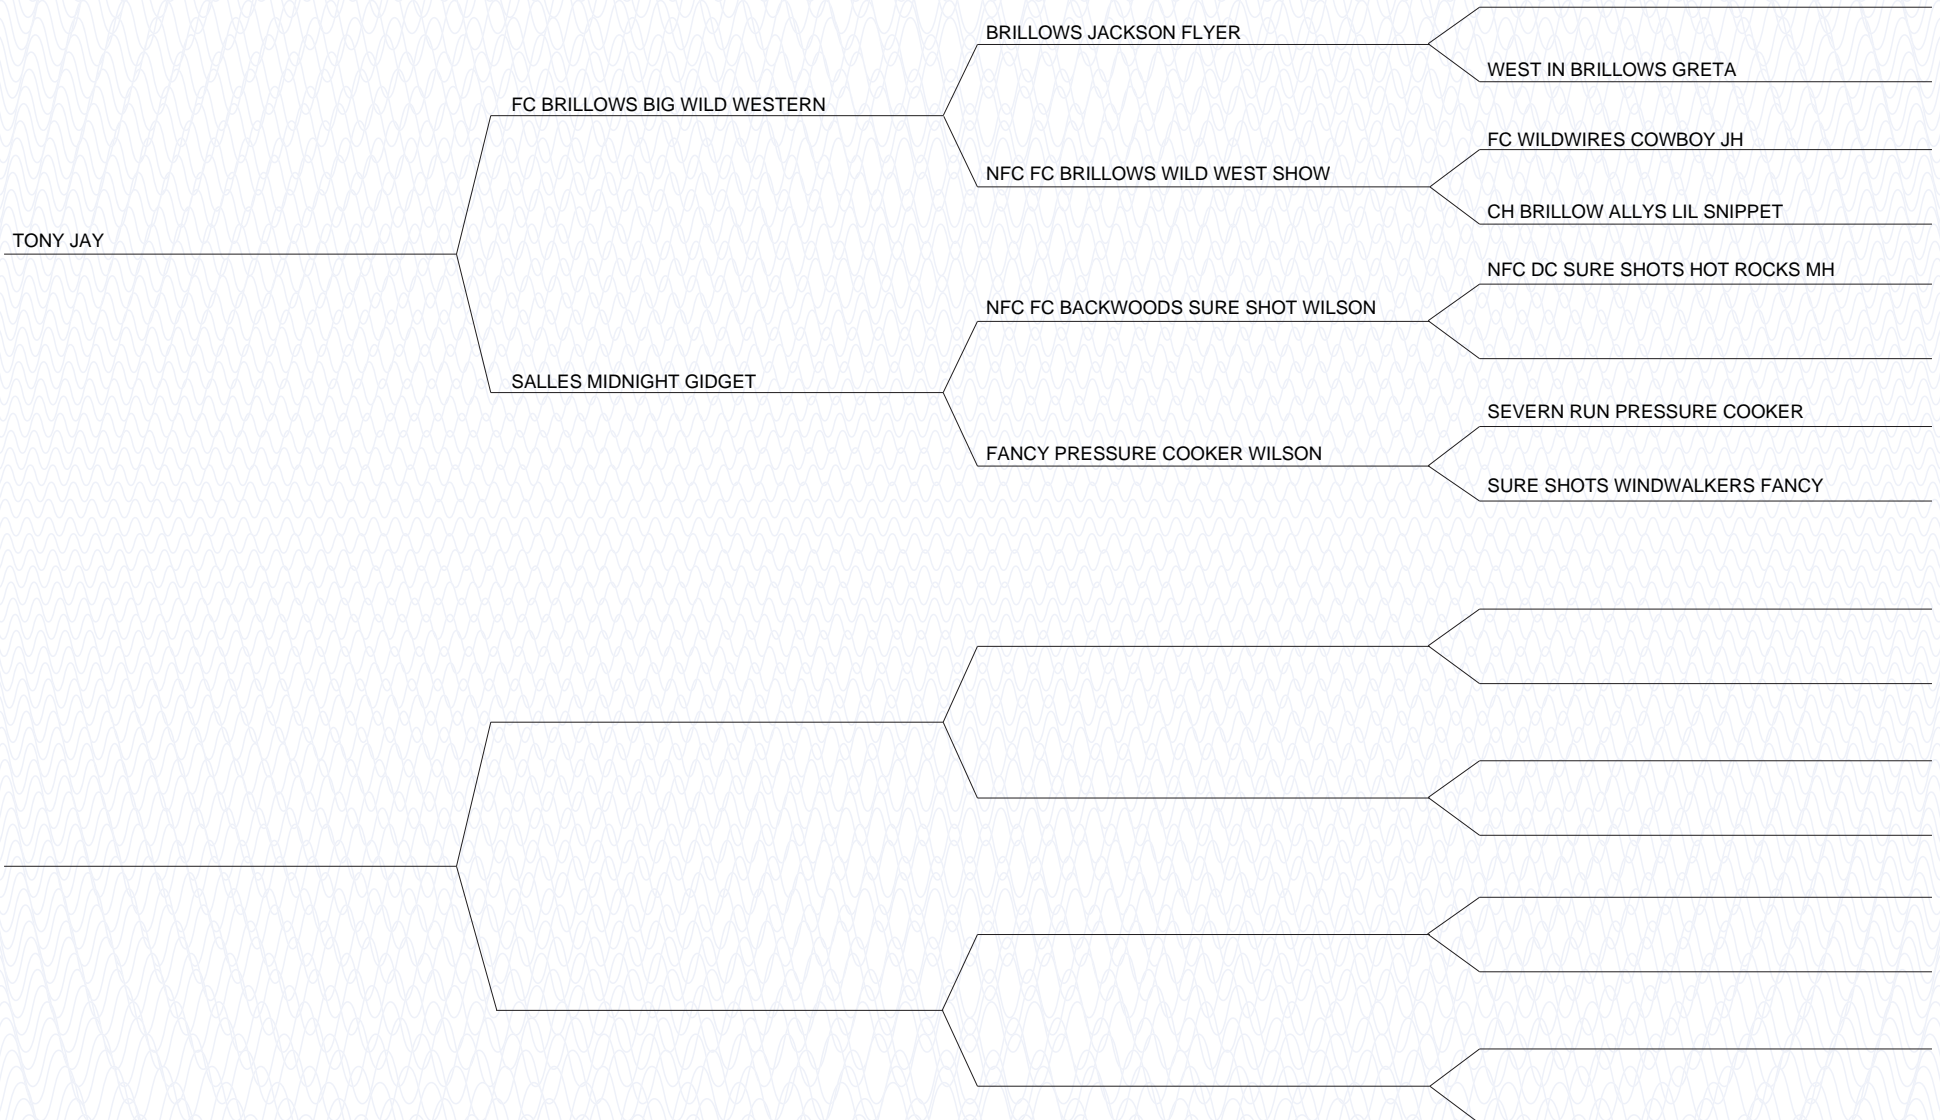 BRILLOWS JACKSON FLYER
WEST IN BRILLOWS GRETA
FC BRILLOWS BIG WILD WESTERN
FC WILDWIRES COWBOY JH
NFC FC BRILLOWS WILD WEST SHOW
CH BRILLOW ALLYS LIL SNIPPET
TONY JAY
NFC DC SURE SHOTS HOT ROCKS MH
NFC FC BACKWOODS SURE SHOT WILSON
SALLES MIDNIGHT GIDGET
SEVERN RUN PRESSURE COOKER
FANCY PRESSURE COOKER WILSON
SURE SHOTS WINDWALKERS FANCY